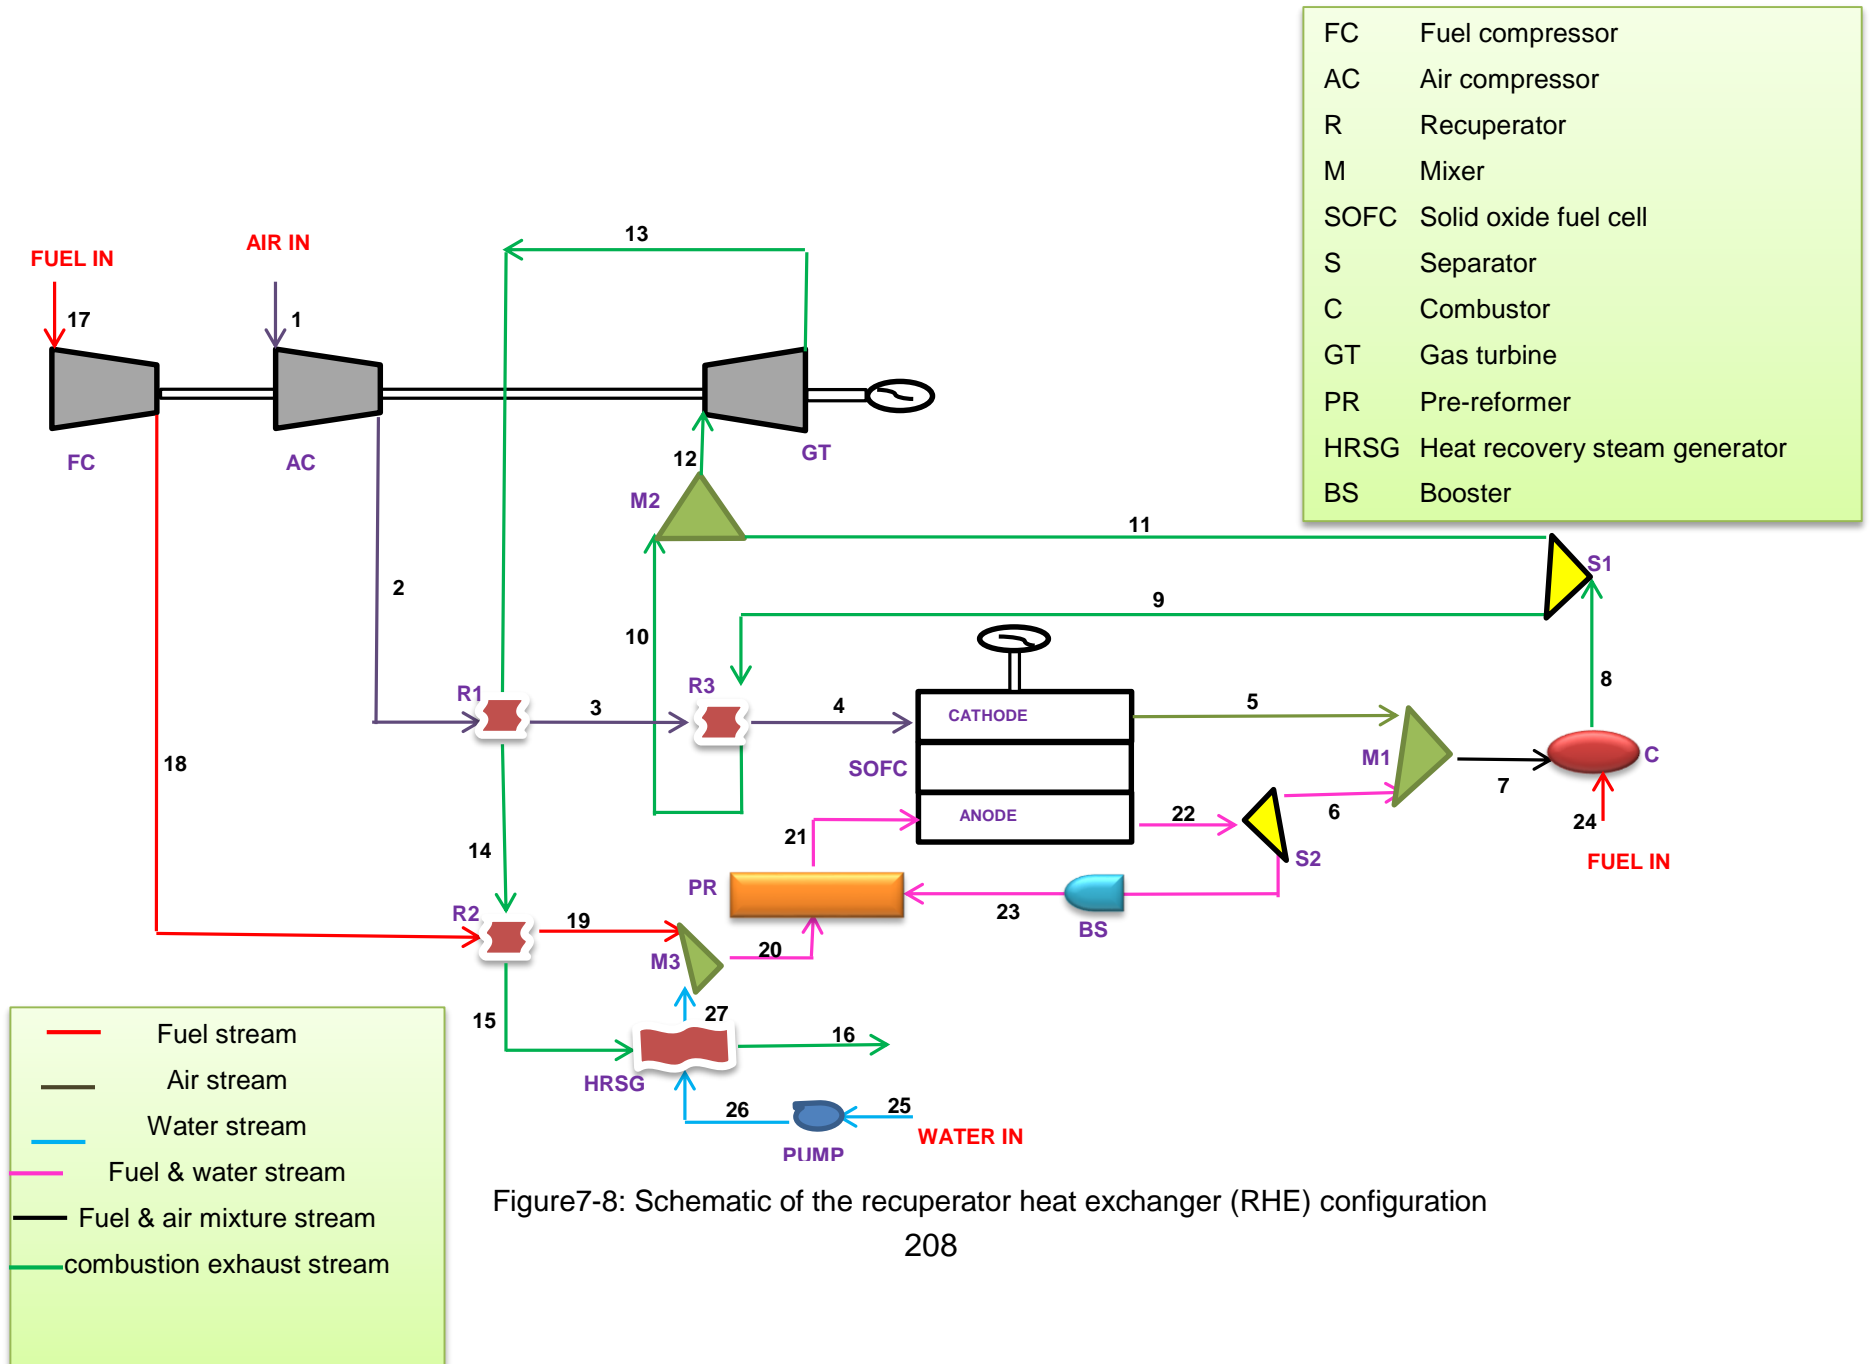 FC Fuel compressor
AC Air compressor
R Recuperator
M Mixer
SOFC Solid oxide fuel cell
S Separator
C Combustor
GT Gas turbine
PR Pre-reformer
HRSG Heat recovery steam generator
BS Booster
13
AIR IN
FUEL IN
17
1
FC
AC
GT
12
M2
11
S1
2
9
10
8
R1
R3
3
4
CATHODE
5
SOFC
M1
C
18
7
ANODE
22
6
24
21
14
S2
FUEL IN
PR
R2
19
23
BS
20
M3
15
27
16
HRSG
26
25
WATER IN
PUMP
Fuel stream
Air stream
Water stream
Fuel & water stream
Fuel & air mixture stream
combustion exhaust stream
Figure7-8: Schematic of the recuperator heat exchanger (RHE) configuration
208